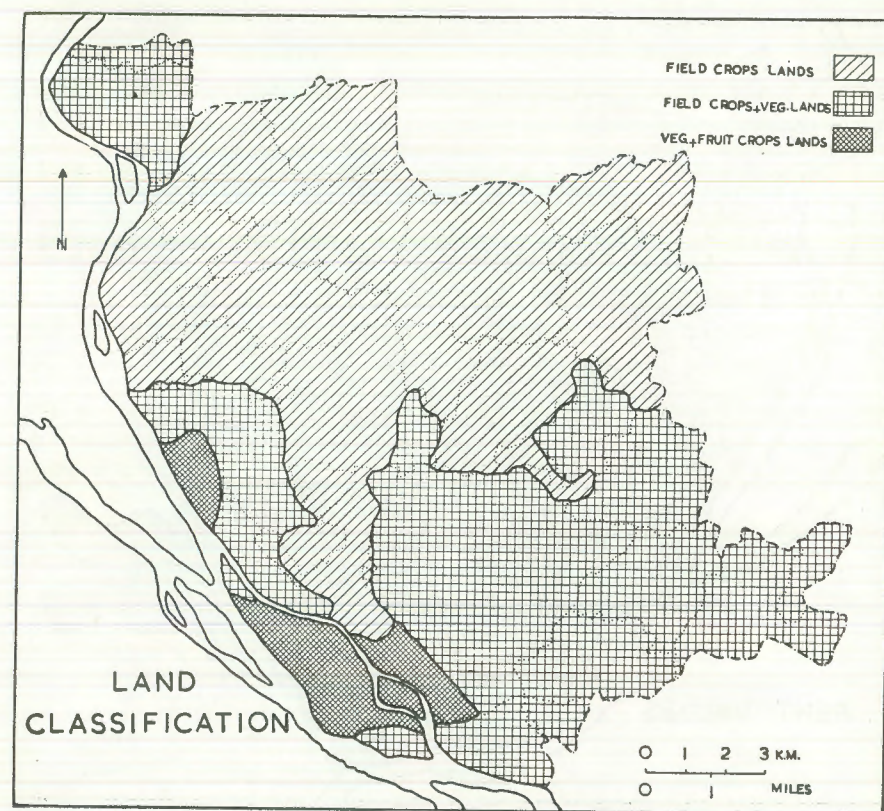 FIELD CROPS LANDS
FIELD CROPS+VEG.LANDS
VEG.+FRUIT CROPS LANDS
N
LAND
CLASSIFICATION
0 1 2 3 K.M.
0 1 MILES